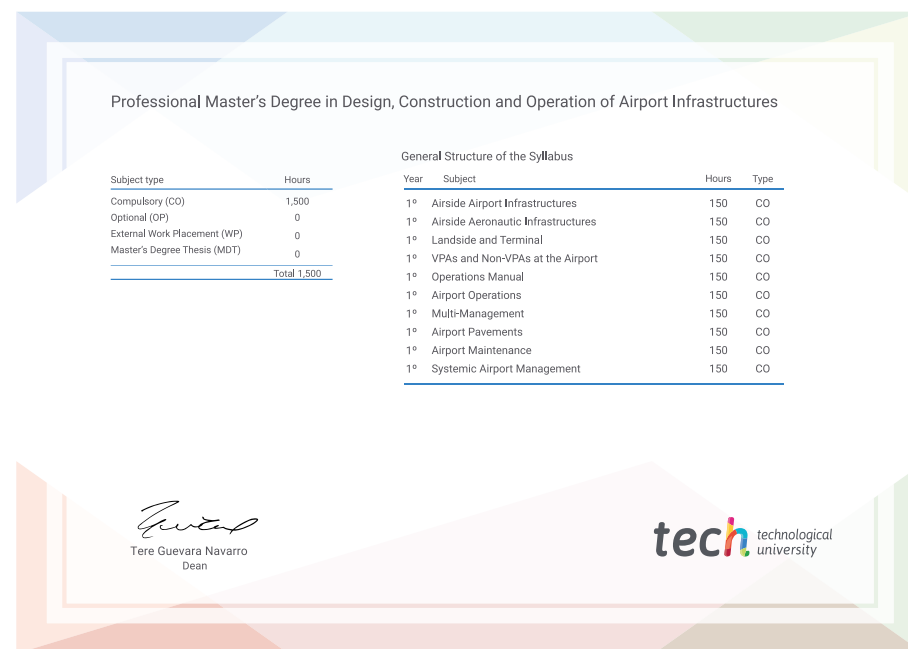 Professional Master's Degree in Design, Construction and Operation of Airport Infrastructures
Subject type Hours
Compulsory (CO) 1,500
Optional (OP) 0
External Work Placement (WP) 0
Master's Degree Thesis (MDT) 0
Total 1,500
General Structure of the Syllabus
Year Subject Hours Type
1º Airside Airport Infrastructures 150 CO
1º Airside Aeronautic Infrastructures 150 CO
1º Landside and Terminal 150 CO
1º VPAs and Non-VPAs at the Airport 150 CO
1º Operations Manual 150 CO
1º Airport Operations 150 CO
1º Multi-Management 150 CO
1º Airport Pavements 150 CO
1º Airport Maintenance 150 CO
1º Systemic Airport Management 150 CO
Tere Guevara Navarro
Dean
tech technological
university